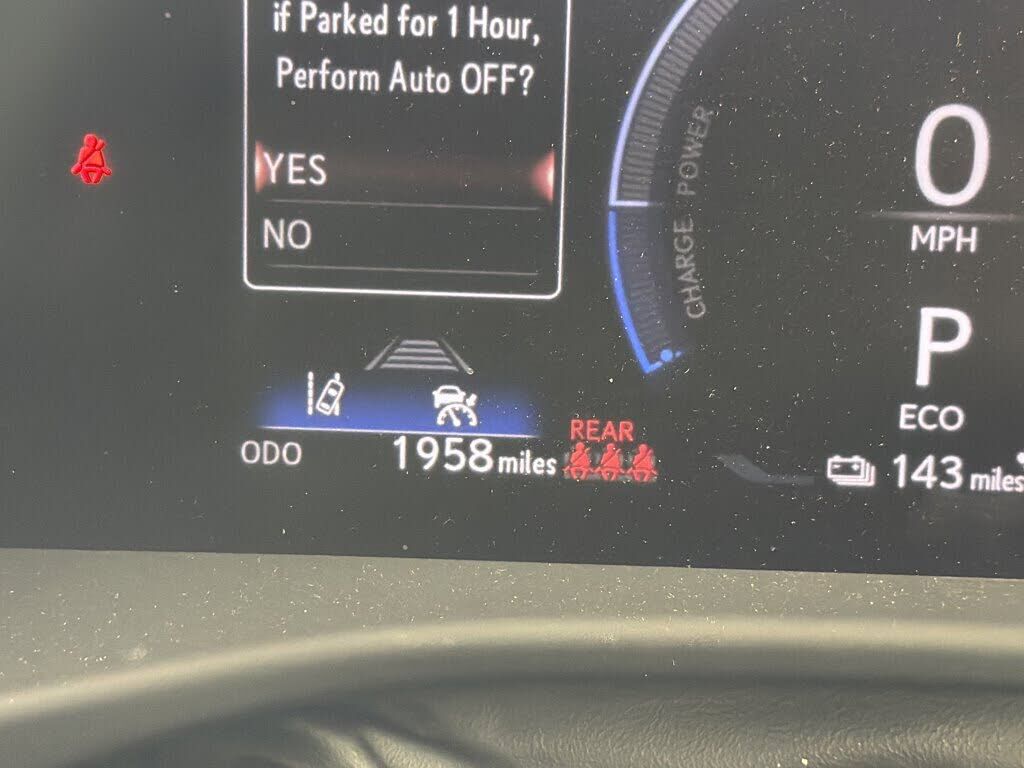 if Parked for 1 Hour,
Perform Auto OFF?
YES
NO
CHARGE POWER
0
MPH
P
ECO
ODO 1958 miles
REAR
143 miles